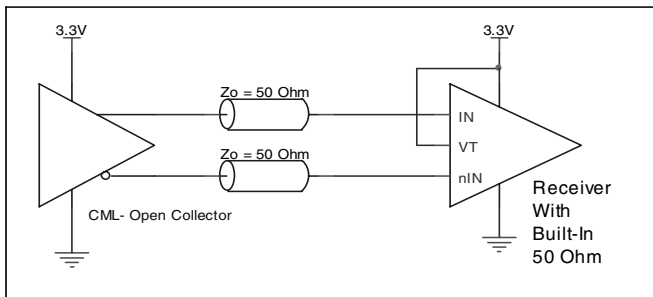 3.3V
3.3V
Zo = 50 Ohm
IN
VT
Zo = 50 Ohm
nIN
CML- Open Collector
Receiver
With
Built-In
50 Ohm